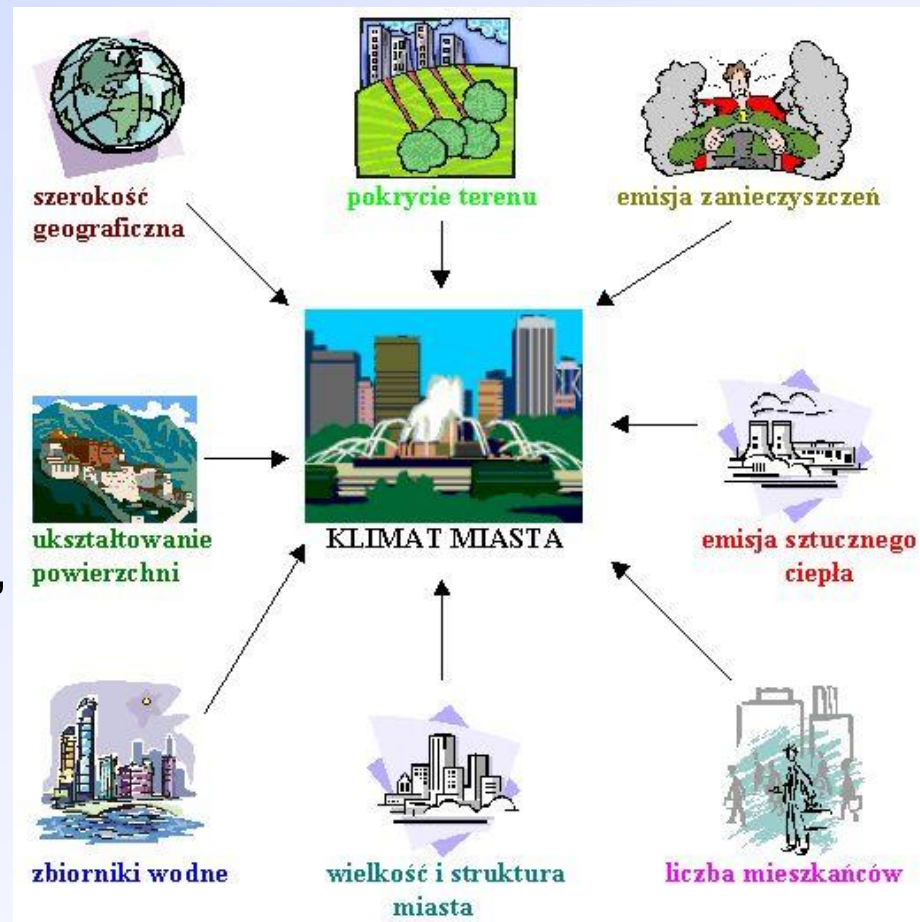 szerokość
geograficzna
pokrycie terenu
emisja zanieczyszczeń
ukształtowanie
powierzchni
KLIMAT MIASTA
emisja sztucznego
ciepła
zbiorniki wodne
wielkość i struktura
miasta
liczba mieszkańców